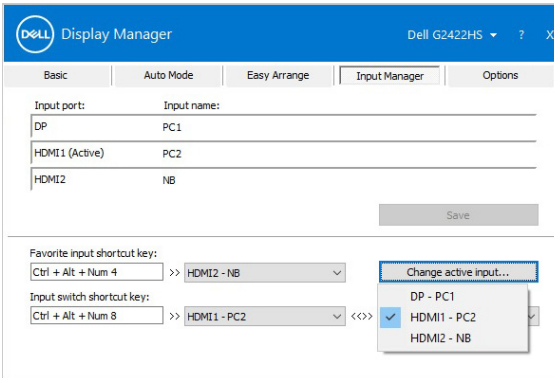 DELL Display Manager Dell G2422HS ? X
Basic Auto Mode Easy Arrange Input Manager Options
Input port: Input name:
DP PC1
HDMI1 (Active) PC2
HDMI2 NB
Save
Favorite input shortcut key:
Ctrl + Alt + Num 4 >> HDMI2 - NB Change active input...
Input switch shortcut key:
Ctrl + Alt + Num 8 >> HDMI1 - PC2 <<>>
DP - PC1
HDMI1 - PC2
HDMI2 - NB